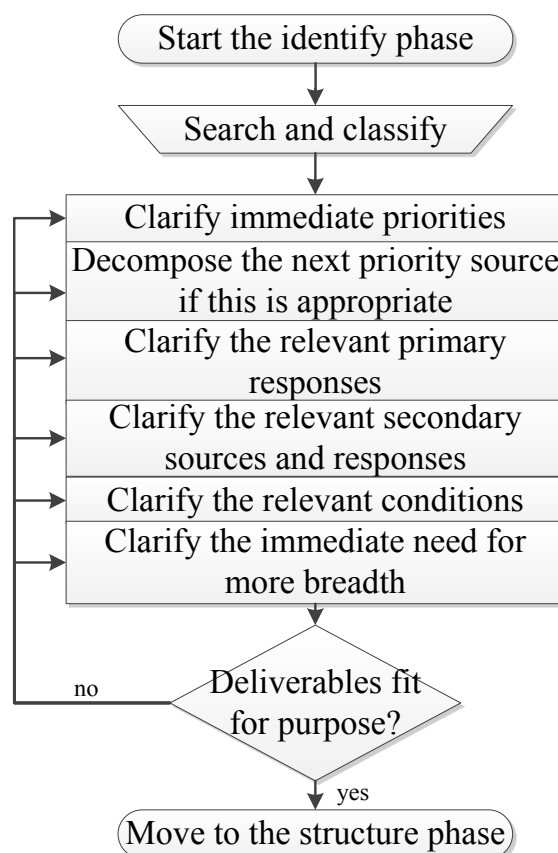 Start the identify phase
Search and classify
Clarify immediate priorities
Decompose the next priority source
if this is appropriate
Clarify the relevant primary
responses
Clarify the relevant secondary
sources and responses
Clarify the relevant conditions
Clarify the immediate need for
more breadth
Deliverables fit
for purpose?
no
yes
Move to the structure phase